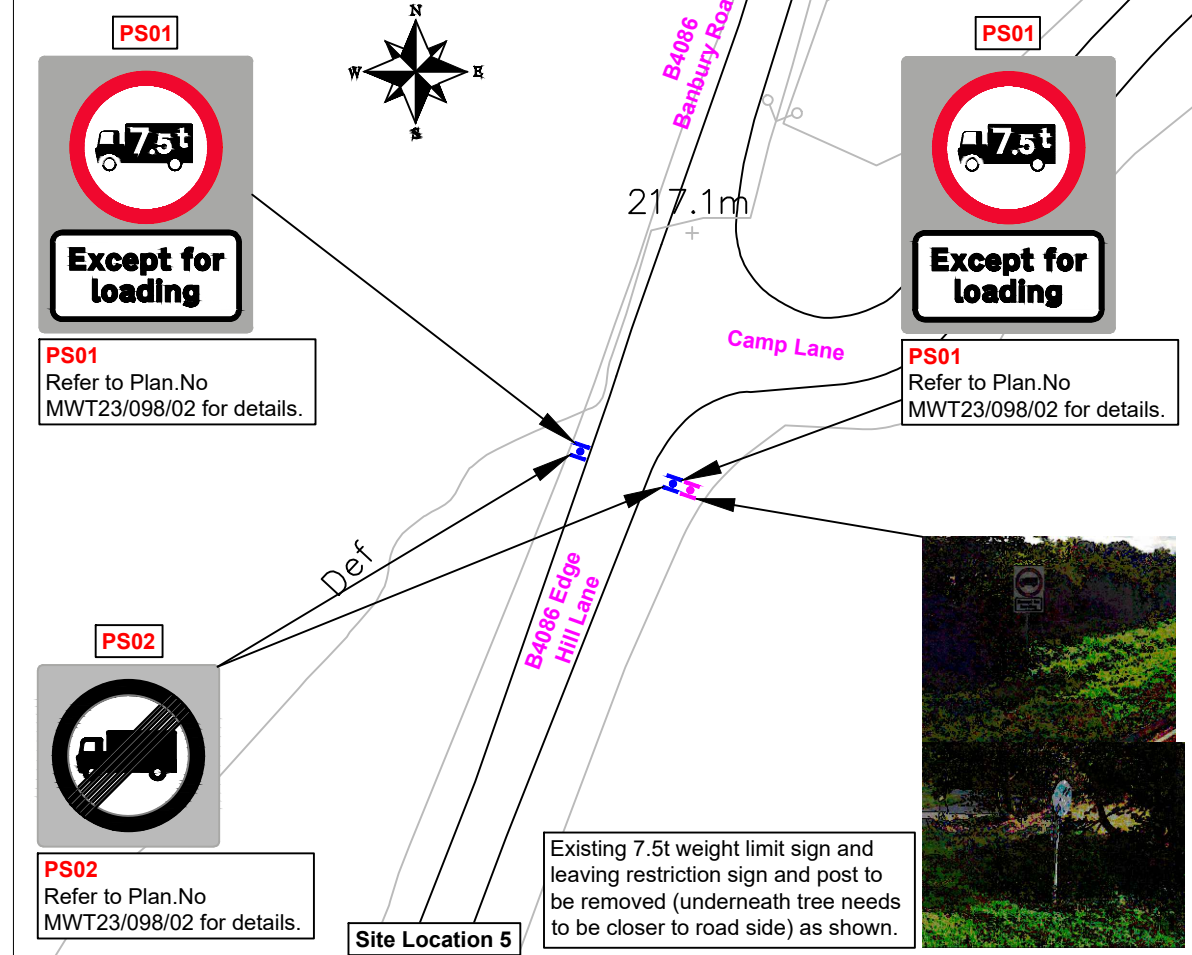 PS01
7.5t
Except for
loading
PS01
Refer to Plan.No
MWT23/098/02 for details.
N
W
E
S
B4086
Banbury Roa
217.1m
Camp Lane
PS01
7.5t
Except for
loading
PS01
Refer to Plan.No
MWT23/098/02 for details.
Def
B4086 Edge
Hill Lane
PS02
PS02
Refer to Plan.No
MWT23/098/02 for details.
Site Location 5
Existing 7.5t weight limit sign and
leaving restriction sign and post to
be removed (underneath tree needs
to be closer to road side) as shown.